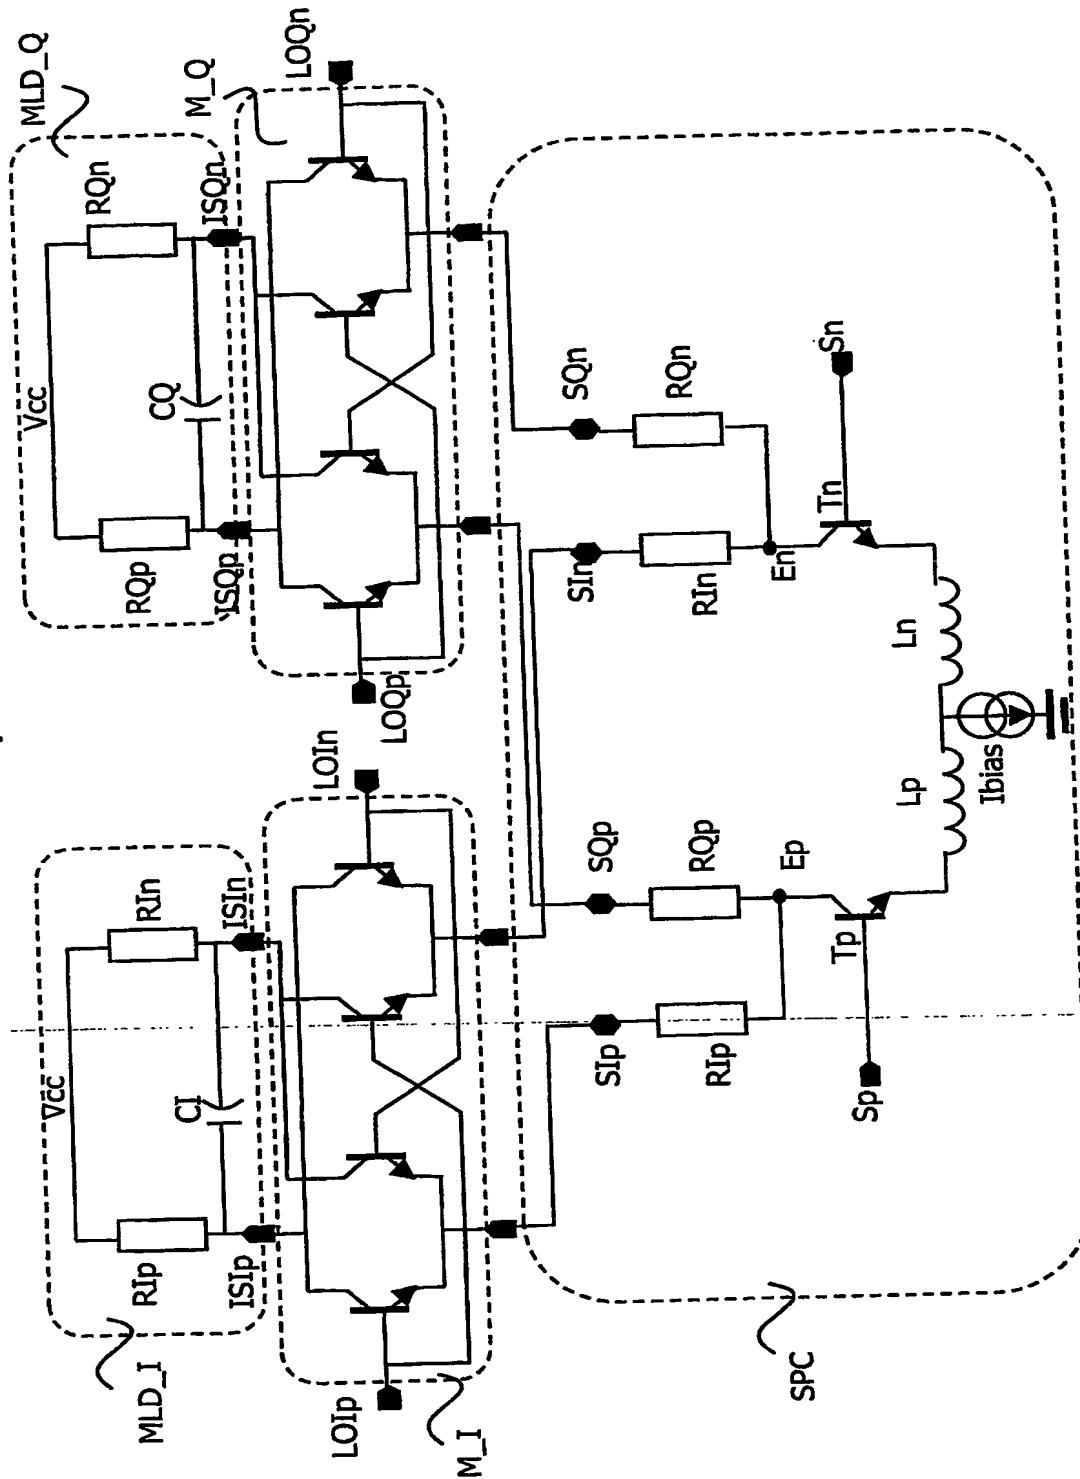 MLD_I
MLD_Q
Vcc
Vcc
RIp
RIn
RQp
RQn
CI
CQ
ISIp
ISIn
ISQp
ISQn
M_Q
LOIp
LOIn
LOQp
LOQn
M_I
SIp
SQp
SIn
SQn
RIp
RQp
RIn
RQn
Ep
En
Sp
Tp
Tn
Sn
Lp
Ln
Ibias
SPC